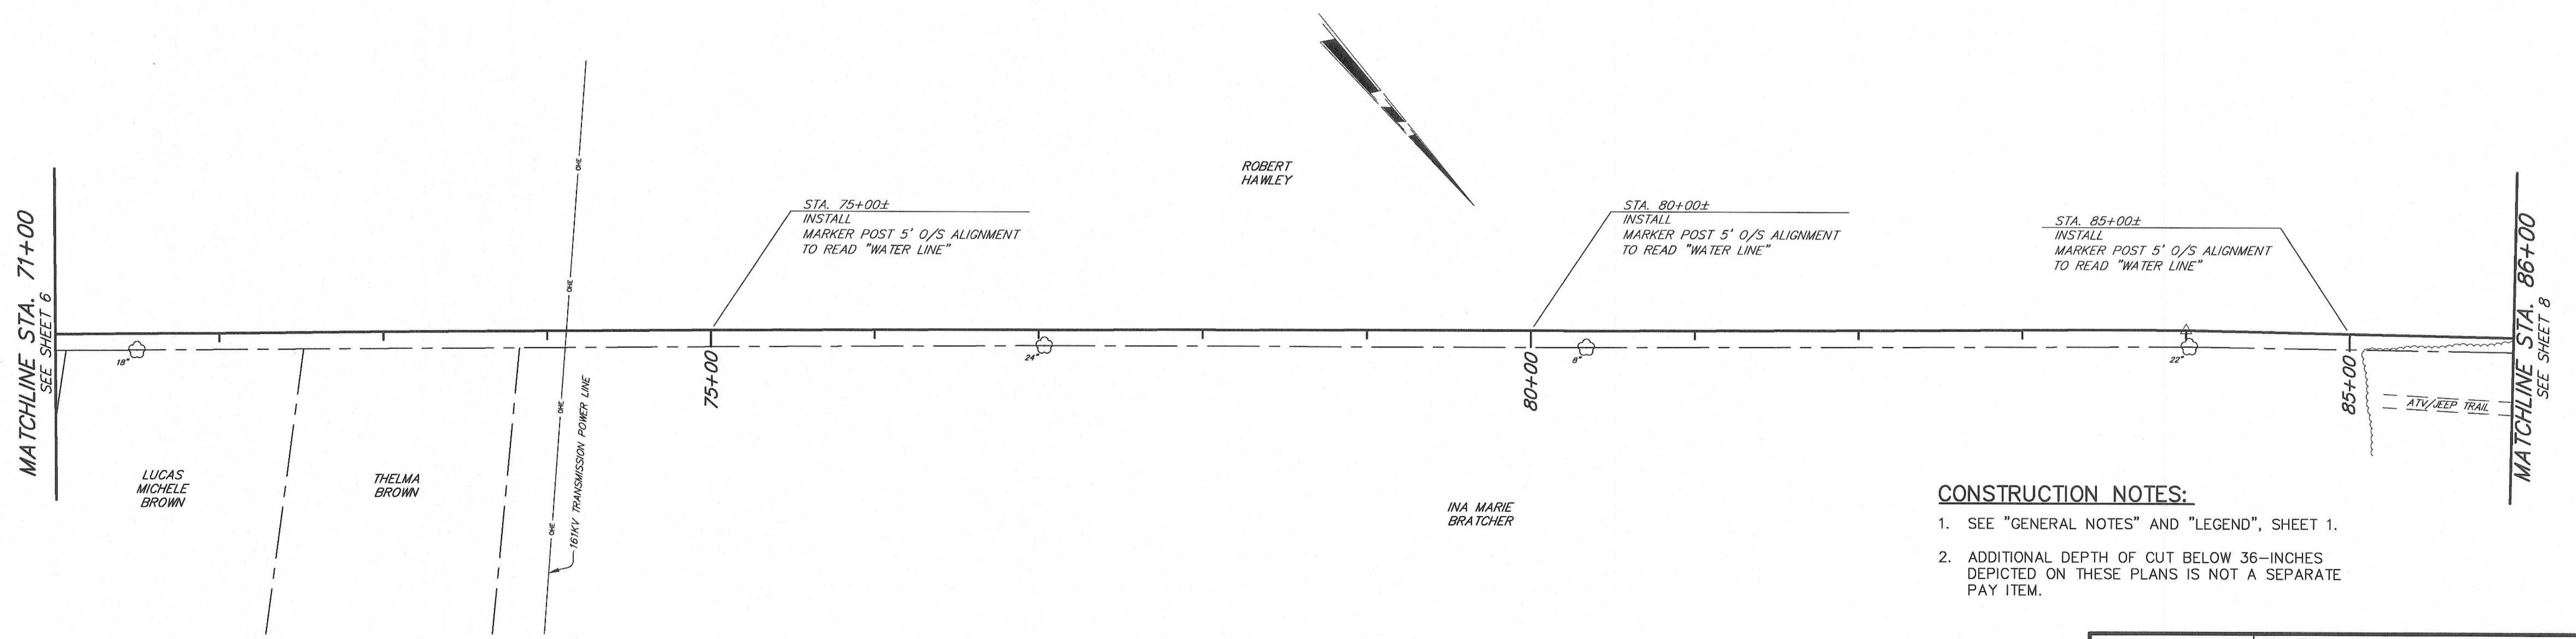 MATCHLINE STA. 71+00
SEE SHEET 6
18"
LUCAS
MICHELE
BROWN
THELMA
BROWN
OHE
OHE
OHE
OHE
161KV TRANSMISSION POWER LINE
STA. 75+00±
INSTALL
MARKER POST 5' O/S ALIGNMENT
TO READ "WATER LINE"
75+00
24"
ROBERT
HAWLEY
STA. 80+00±
INSTALL
MARKER POST 5' O/S ALIGNMENT
TO READ "WATER LINE"
80+00
8"
INA MARIE
BRATCHER
STA. 85+00±
INSTALL
MARKER POST 5' O/S ALIGNMENT
TO READ "WATER LINE"
22"
85+00
ATV/JEEP TRAIL
MATCHLINE STA. 86+00
SEE SHEET 8
CONSTRUCTION NOTES:
1. SEE "GENERAL NOTES" AND "LEGEND", SHEET 1.
2. ADDITIONAL DEPTH OF CUT BELOW 36-INCHES
DEPICTED ON THESE PLANS IS NOT A SEPARATE
PAY ITEM.